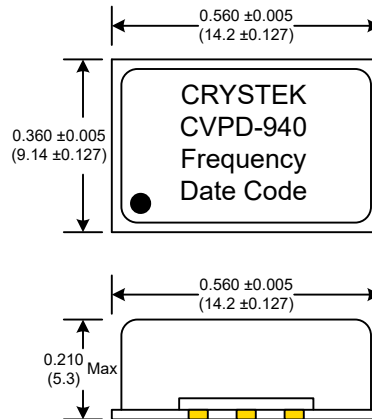 0.560 ±0.005
(14.2 ±0.127)
0.360 ±0.005
(9.14 ±0.127)
CRYSTEK
CVPD-940
Frequency
Date Code
0.560 ±0.005
(14.2 ±0.127)
0.210 Max
(5.3)